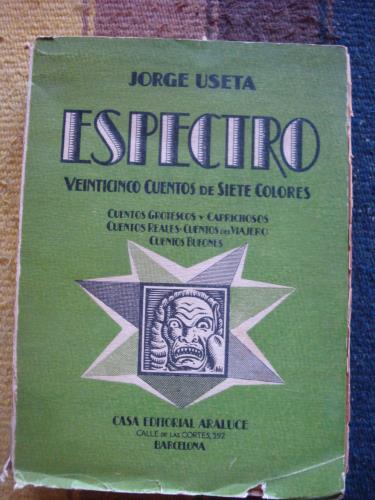 JORGE USETA
ESPECTRO
VEINTICINCO CUENTOS DE SIETE COLORES
CUENTOS GROTESCOS Y CAPRICHOSOS
CUENTOS REALES-CUENTOS DEL VIAJERO
CUENTOS BUFONES
CASA EDITORIAL ARALUCE
CALLE DE LAS CORTES, 392
BARCELONA